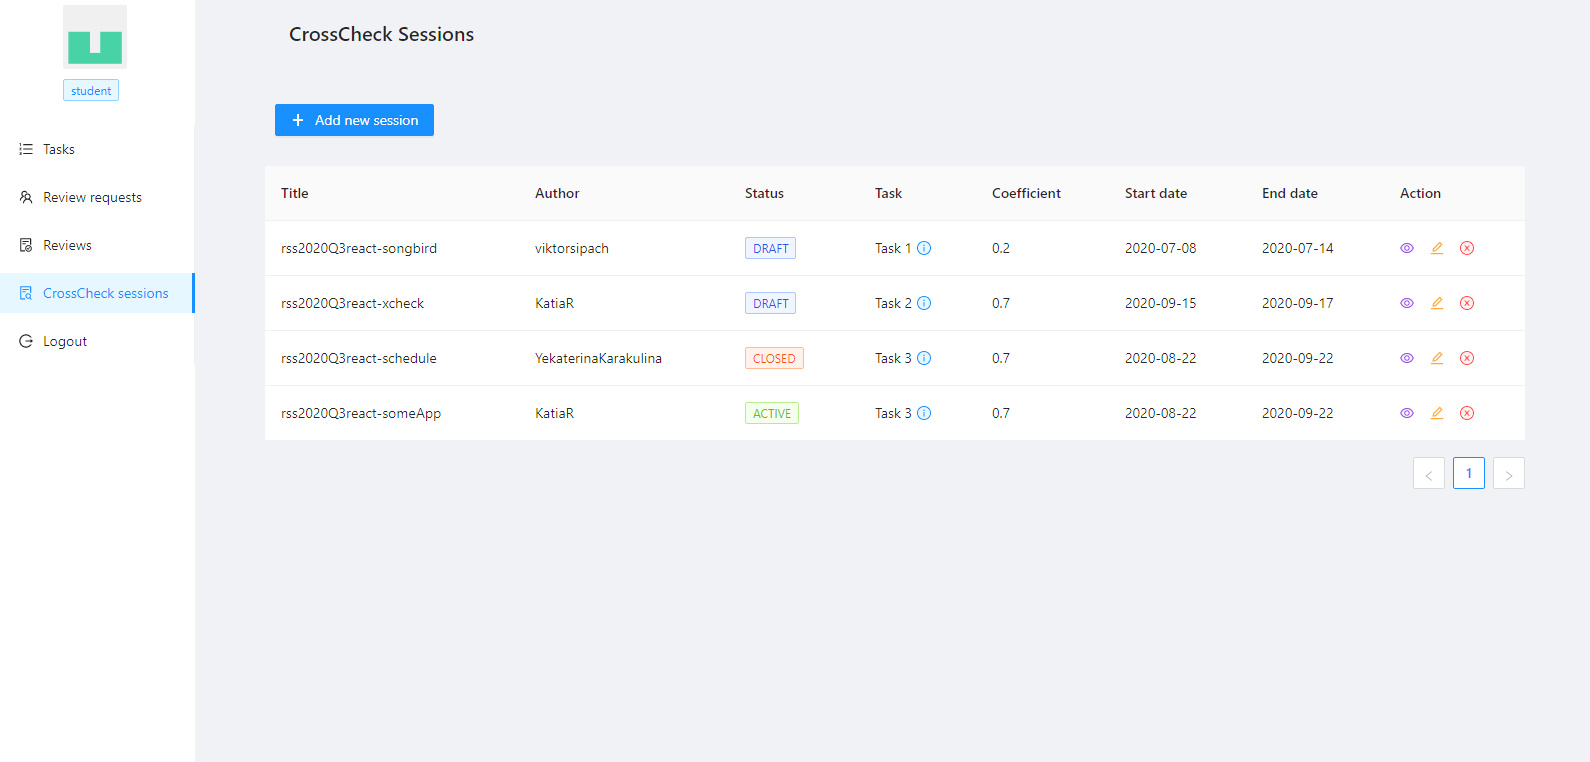 student
Tasks
Review requests
Reviews
CrossCheck sessions
Logout
CrossCheck Sessions
Add new session
Title Author Status Task Coefficient Start date End date Action
rss2020Q3react-songbird viktorsipach DRAFT Task 1 0.2 2020-07-08 2020-07-14
rss2020Q3react-xcheck KatiaR DRAFT Task 2 0.7 2020-09-15 2020-09-17
rss2020Q3react-schedule YekaterinaKarakulina CLOSED Task 3 0.7 2020-08-22 2020-09-22
rss2020Q3react-someApp KatiaR ACTIVE Task 3 0.7 2020-08-22 2020-09-22
< 1 >